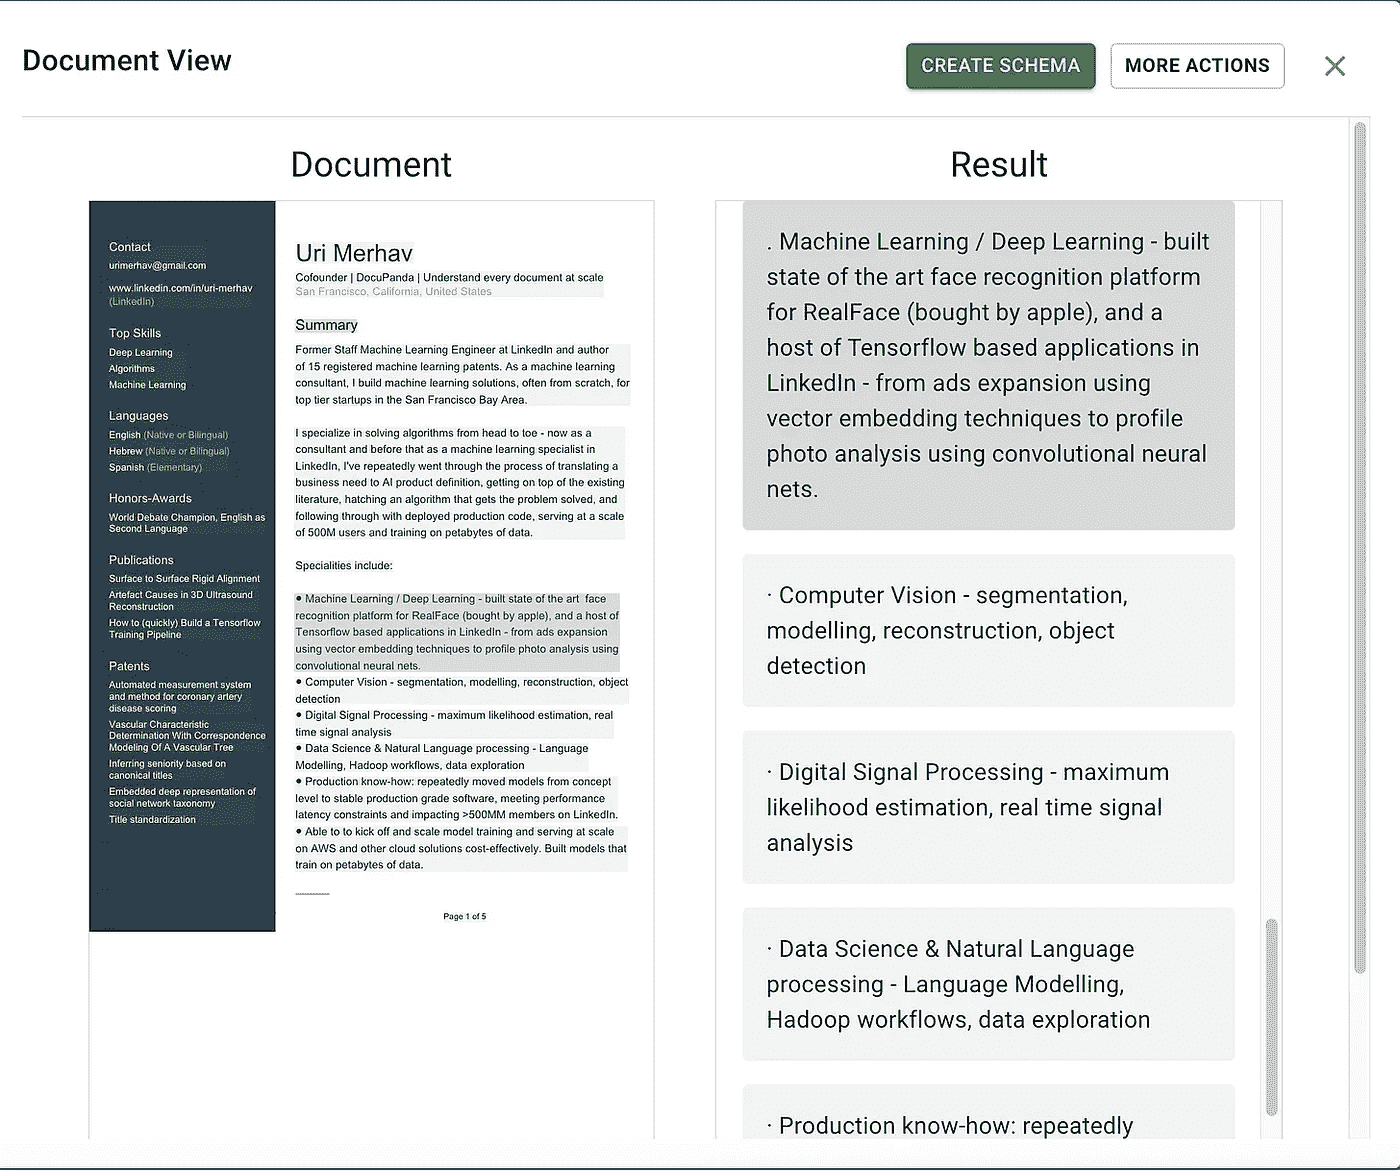 Document View
CREATE SCHEMA
MORE ACTIONS
Document
Contact
urimerhav@gmail.com
www.linkedin.com/in/uri-merhav
(LinkedIn)
Top Skills
Deep Learning
Algorithms
Machine Learning
Languages
English (Native or Bilingual)
Hebrew (Native or Bilingual)
Spanish (Elementary)
Honors-Awards
World Debate Champion, English as
Second Language
Publications
Surface to Surface Rigid Alignment
Artefact Causes in 3D Ultrasound
Reconstruction
How to (quickly) Build a Tensorflow
Training Pipeline
Patents
Automated measurement system
and method for coronary artery
disease scoring
Vascular Characteristic
Determination With Correspondence
Modeling Of A Vascular Tree
Inferring seniority based on
canonical titles
Embedded deep representation of
social network taxonomy
Title standardization
Uri Merhav
Cofounder | DocuPanda | Understand every document at scale
San Francisco, California, United States
Summary
Former Staff Machine Learning Engineer at LinkedIn and author
of 15 registered machine learning patents. As a machine learning
consultant, I build machine learning solutions, often from scratch, for
top tier startups in the San Francisco Bay Area.
I specialize in solving algorithms from head to toe - now as a
consultant and before that as a machine learning specialist in
LinkedIn, I've repeatedly went through the process of translating a
business need to AI product definition, getting on top of the existing
literature, hatching an algorithm that gets the problem solved, and
following through with deployed production code, serving at a scale
of 500M users and training on petabytes of data.
Specialities include:
● Machine Learning / Deep Learning - built state of the art face
recognition platform for RealFace (bought by apple), and a host of
Tensorflow based applications in LinkedIn - from ads expansion
using vector embedding techniques to profile photo analysis using
convolutional neural nets.
● Computer Vision - segmentation, modelling, reconstruction, object
detection
● Digital Signal Processing - maximum likelihood estimation, real
time signal analysis
● Data Science & Natural Language processing - Language
Modelling, Hadoop workflows, data exploration
● Production know-how: repeatedly moved models from concept
level to stable production grade software, meeting performance
latency constraints and impacting >500MM members on LinkedIn.
● Able to to kick off and scale model training and serving at scale
on AWS and other cloud solutions cost-effectively. Built models that
train on petabytes of data.
Page 1 of 5
Result
. Machine Learning / Deep Learning - built
state of the art face recognition platform
for RealFace (bought by apple), and a
host of Tensorflow based applications in
LinkedIn - from ads expansion using
vector embedding techniques to profile
photo analysis using convolutional neural
nets.
· Computer Vision - segmentation,
modelling, reconstruction, object
detection
· Digital Signal Processing - maximum
likelihood estimation, real time signal
analysis
· Data Science & Natural Language
processing - Language Modelling,
Hadoop workflows, data exploration
· Production know-how: repeatedly